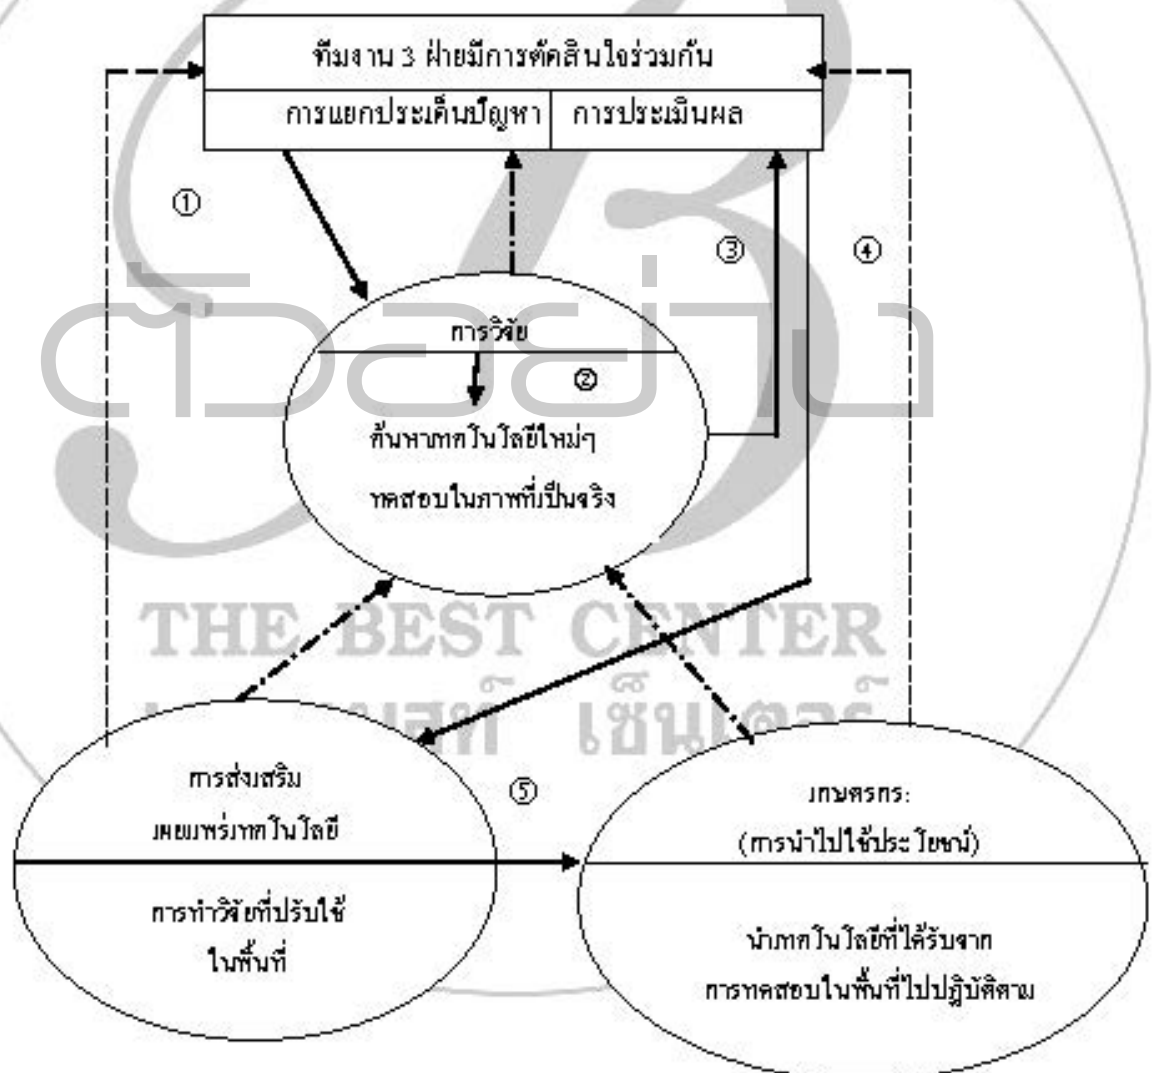 ทีมงาน 3 ฝ่ายมีการตัดสินใจร่วมกัน
การแยกประเด็นปัญหา การประเมินผล
①
③ ④
ตัวอย่าง
การวิจัย
②
ค้นหาเทคโนโลยีใหม่ๆ
ทดสอบในภาพที่เป็นจริง
THE BEST CENTER
เซ็นเตอร์
การส่งเสริม
เผยแพร่เทคโนโลยี
⑤
เกษตรกร:
(การนำไปใช้ประโยชน์)
การทำวิจัยที่ปรับใช้
ในพื้นที่
นำเทคโนโลยีที่ได้รับจาก
การทดสอบในพื้นที่ไปปฏิบัติตาม